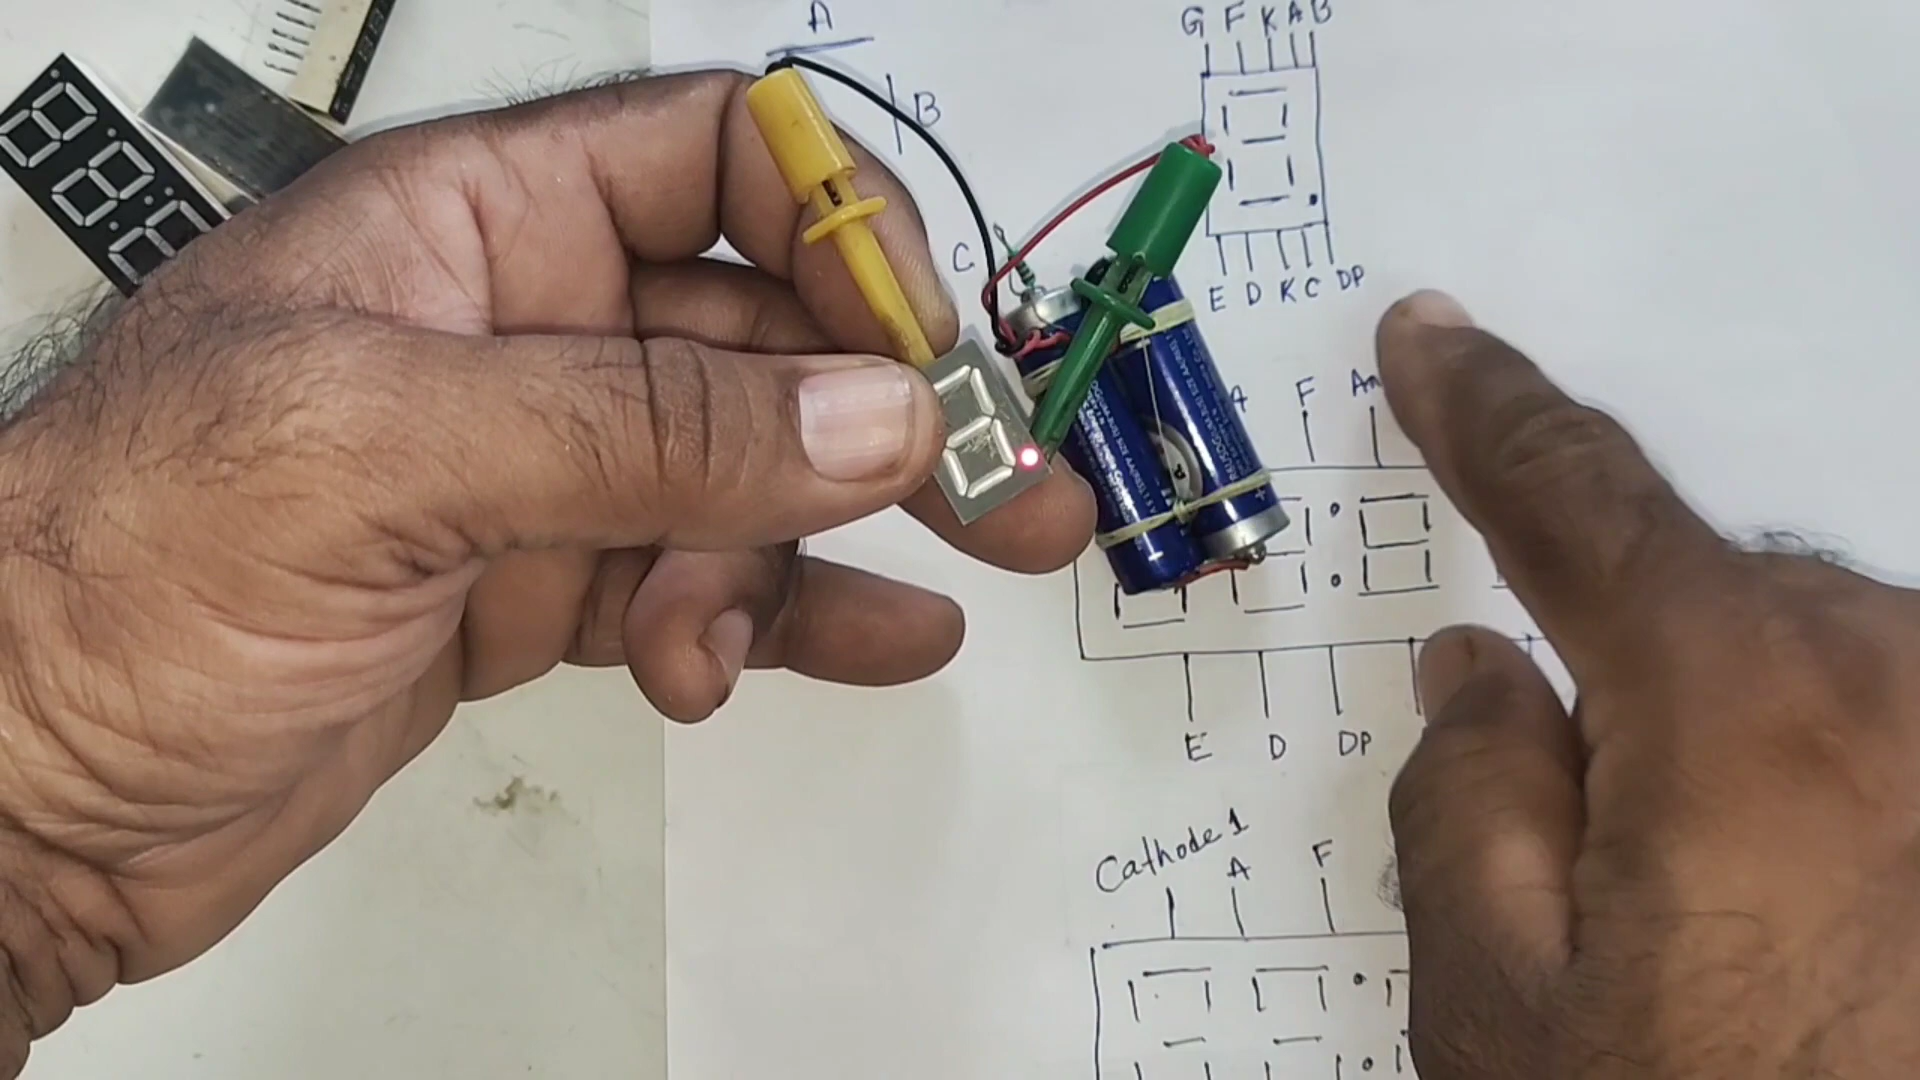 A
B
C
G F K A B
E D K C DP
A F An
E D DP
Cathode 1
A F